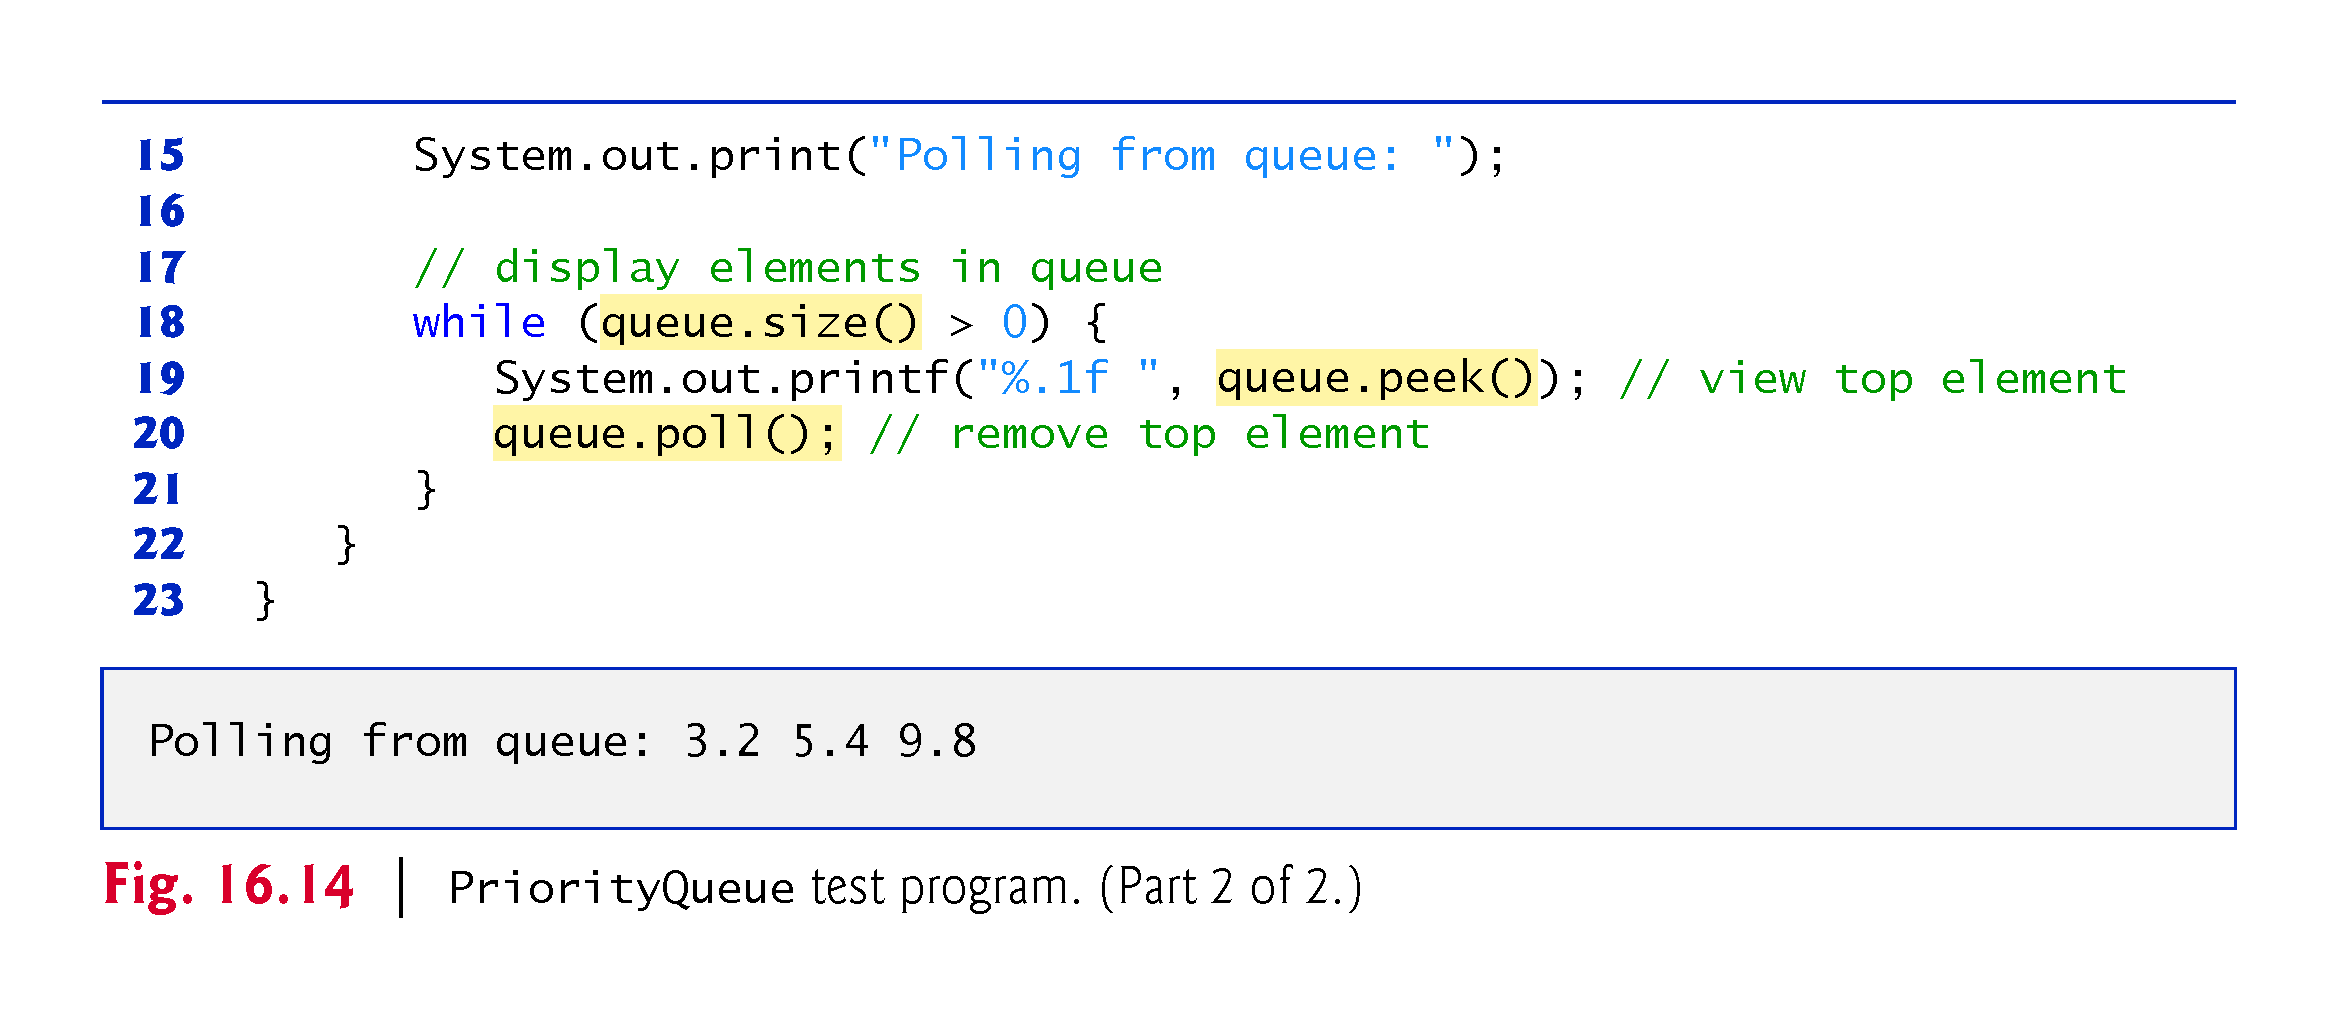 15 System.out.print("Polling from queue: ");
16
17 // display elements in queue
18 while (queue.size() > 0) {
19 System.out.printf("%.1f ", queue.peek()); // view top element
20 queue.poll(); // remove top element
21 }
22 }
23 }
Polling from queue: 3.2 5.4 9.8
Fig. 16.14 | PriorityQueue test program. (Part 2 of 2.)